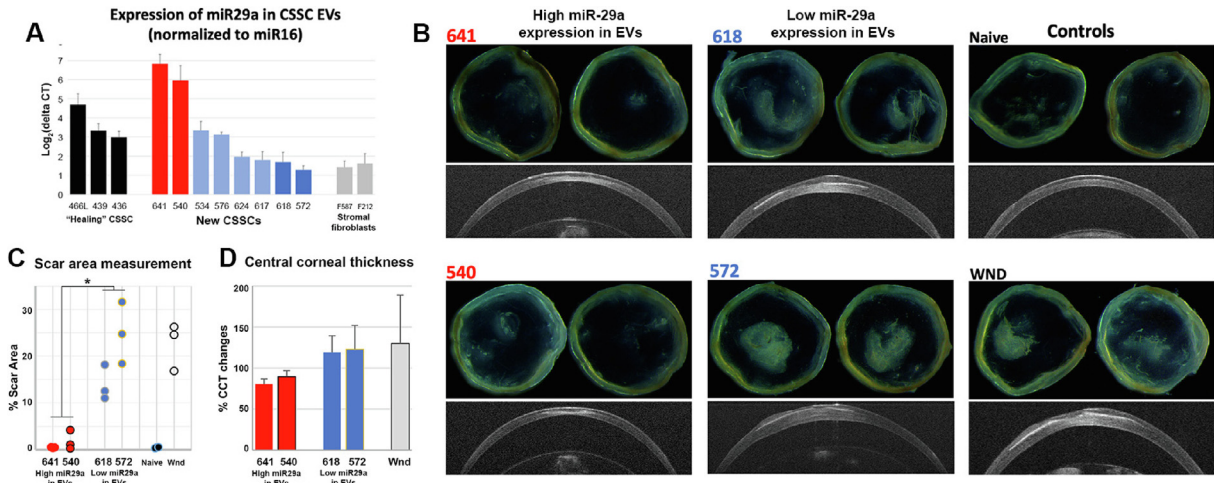 A
Expression of miR29a in CSSC EVs
(normalized to miR16)
Log2(delta CT)
7
6
5
4
3
2
1
0
466L 439 436 641 540 534 576 624 617 618 572 F587 F212
"Healing" CSSC New CSSCs Stromal
fibroblasts
B
High miR-29a
expression in EVs
Low miR-29a
expression in EVs
Controls
641
618
Naive
540
572
WND
C Scar area measurement
% Scar Area
30
20
10
0
*
641 540 618 572 Naive Wnd
High miR29a
in EVs
Low miR29a
in EVs
D Central corneal thickness
% CCT changes
200
150
100
50
0
641 540 618 572 Wnd
High miR29a
in EVs
Low miR29a
in EVs